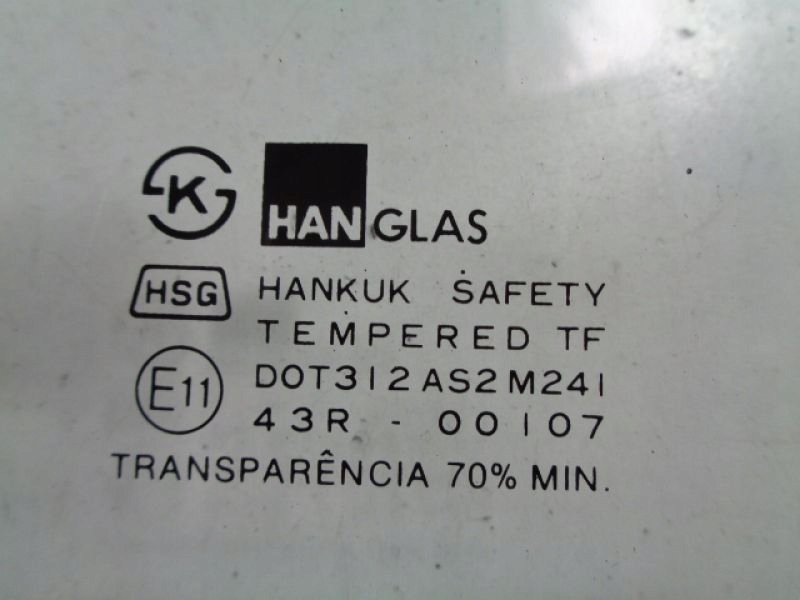 K HANGLAS
HSG HANKUK SAFETY
TEMPERED TF
E11 DOT312AS2M241
43R - 00107
TRANSPARÊNCIA 70% MIN.